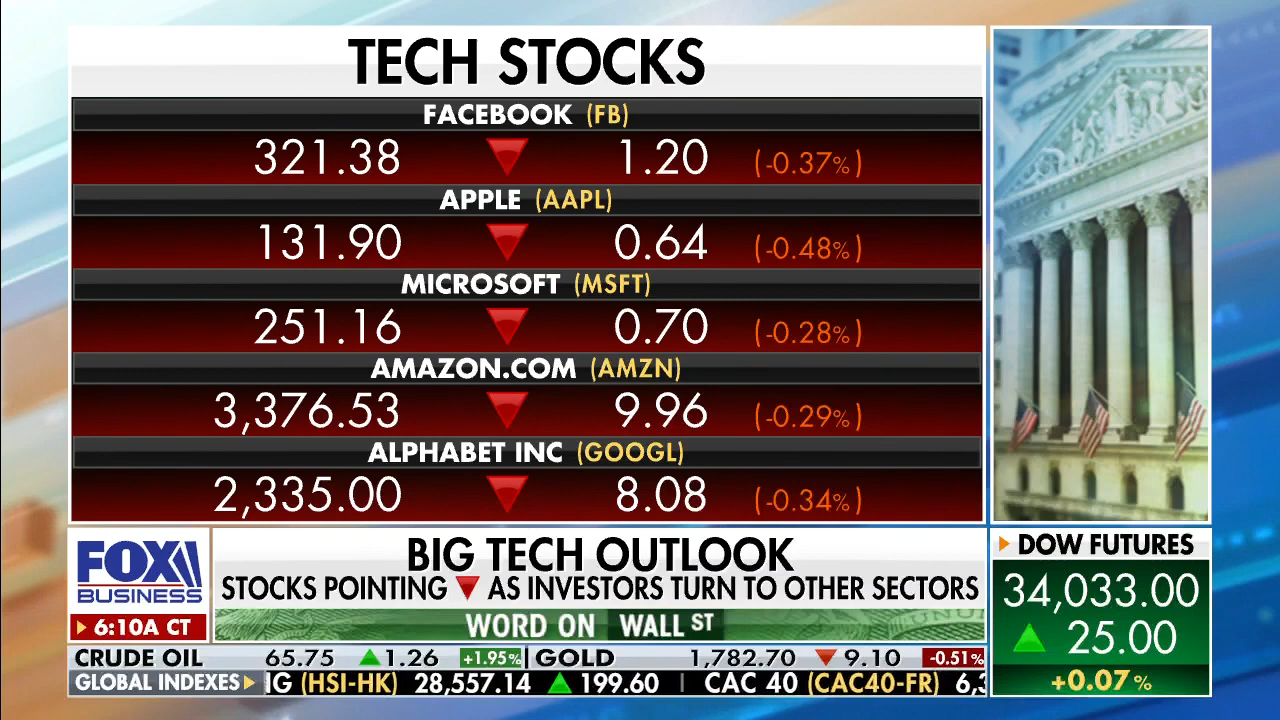 TECH STOCKS
FACEBOOK (FB)
321.38 ▼ 1.20 (-0.37%)
APPLE (AAPL)
131.90 ▼ 0.64 (-0.48%)
MICROSOFT (MSFT)
251.16 ▼ 0.70 (-0.28%)
AMAZON.COM (AMZN)
3,376.53 ▼ 9.96 (-0.29%)
ALPHABET INC (GOOGL)
2,335.00 ▼ 8.08 (-0.34%)
FOX BUSINESS
6:10A CT
BIG TECH OUTLOOK
STOCKS POINTING ▼ AS INVESTORS TURN TO OTHER SECTORS
WORD ON WALL ST
DOW FUTURES
34,033.00
▲ 25.00
+0.07%
CRUDE OIL 65.75 ▲ 1.26 +1.95% GOLD 1,782.70 ▼ 9.10 -0.51%
GLOBAL INDEXES IG (HSI-HK) 28,557.14 ▲ 199.60 | CAC 40 (CAC40-FR)